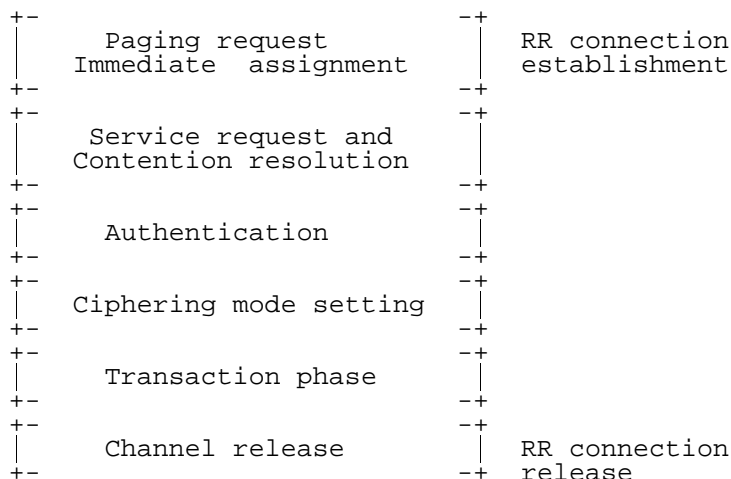 +-                           -+
|     Paging request          |  RR connection
|   Immediate  assignment     |  establishment
+-                           -+
+-                           -+
|    Service request and      |
|   Contention resolution     |
+-                           -+
+-                           -+
|     Authentication          |
+-                           -+
+-                           -+
|   Ciphering mode setting    |
+-                           -+
+-                           -+
|     Transaction phase       |
+-                           -+
+-                           -+
|     Channel release         |  RR connection
+-                           -+  release